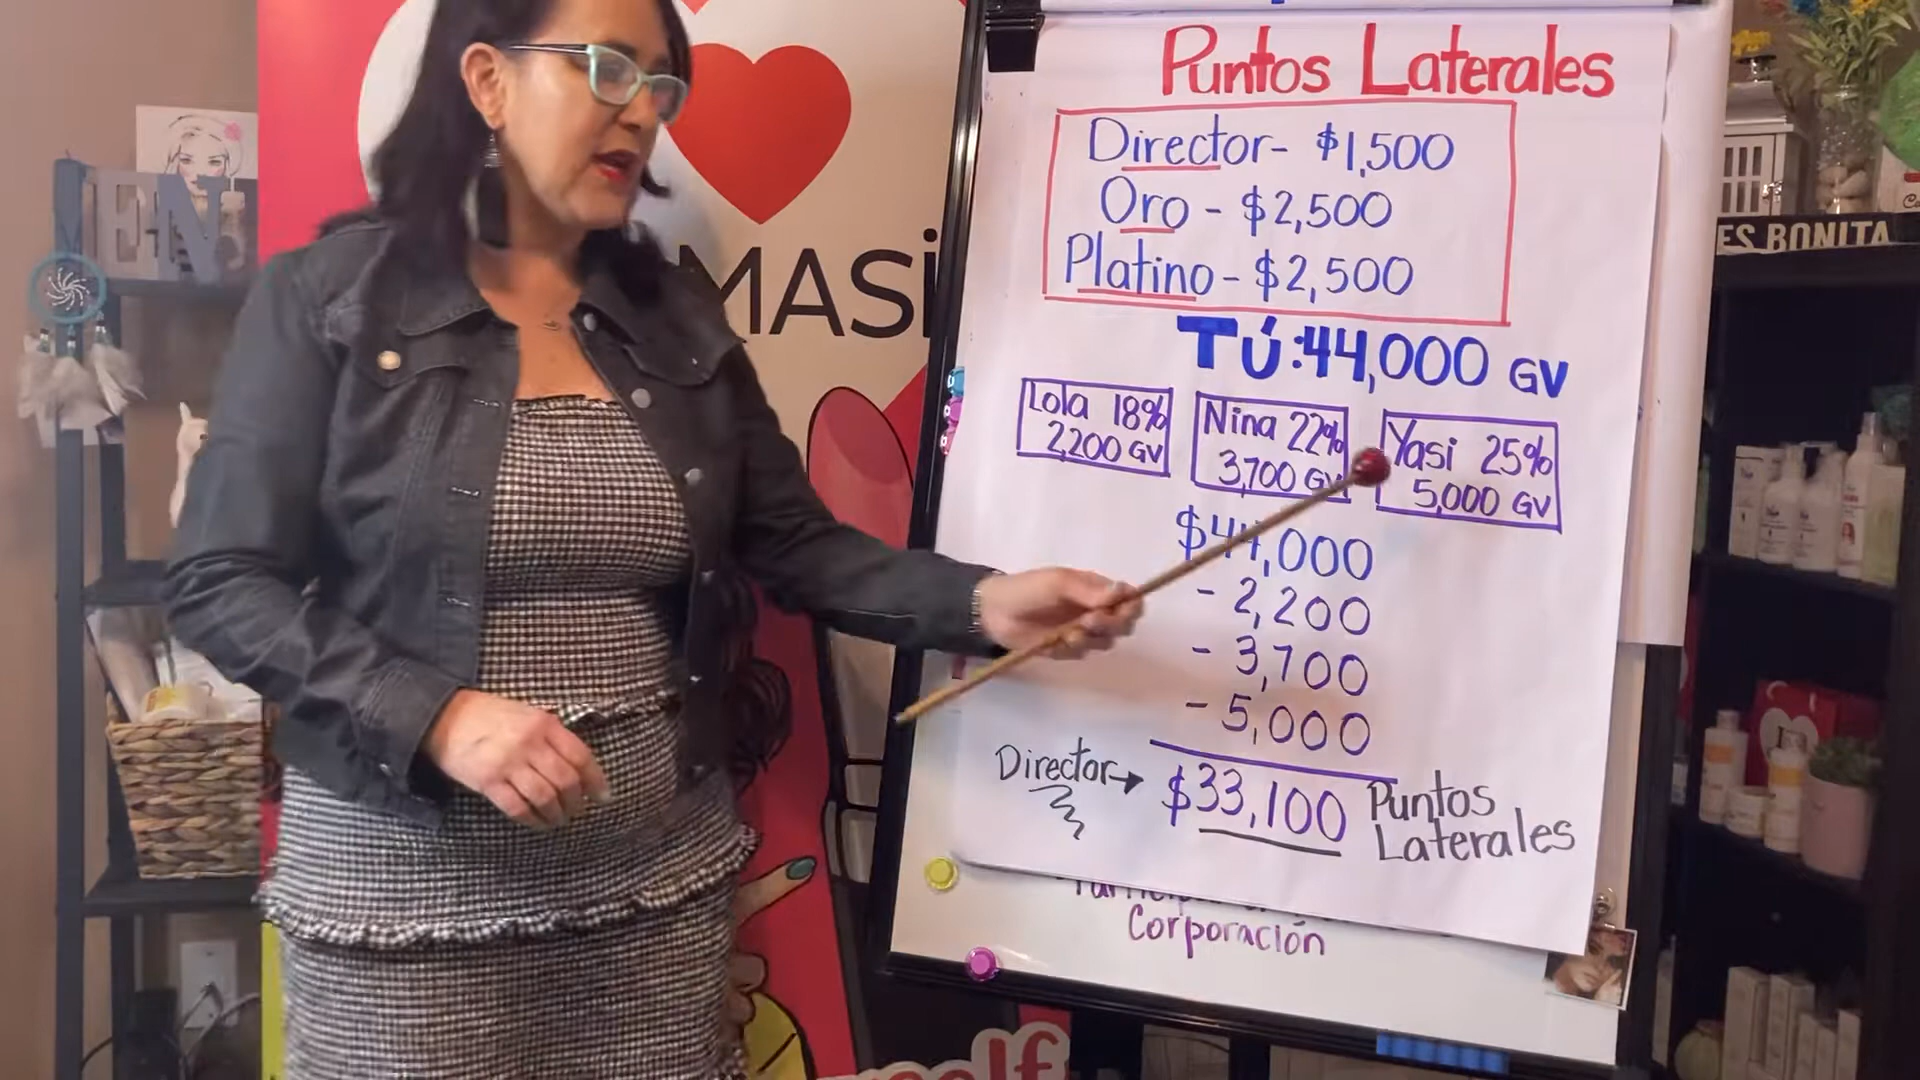 Puntos Laterales
Director- $1,500
Oro - $2,500
Platino - $2,500
TÚ:44,000 GV
Lola 18%
2,200 GV
Nina 22%
3,700 GV
Yasi 25%
5,000 GV
$44,000
- 2,200
- 3,700
- 5,000
Director→ $33,100 Puntos Laterales
Corporación
MASi
ES BONITA